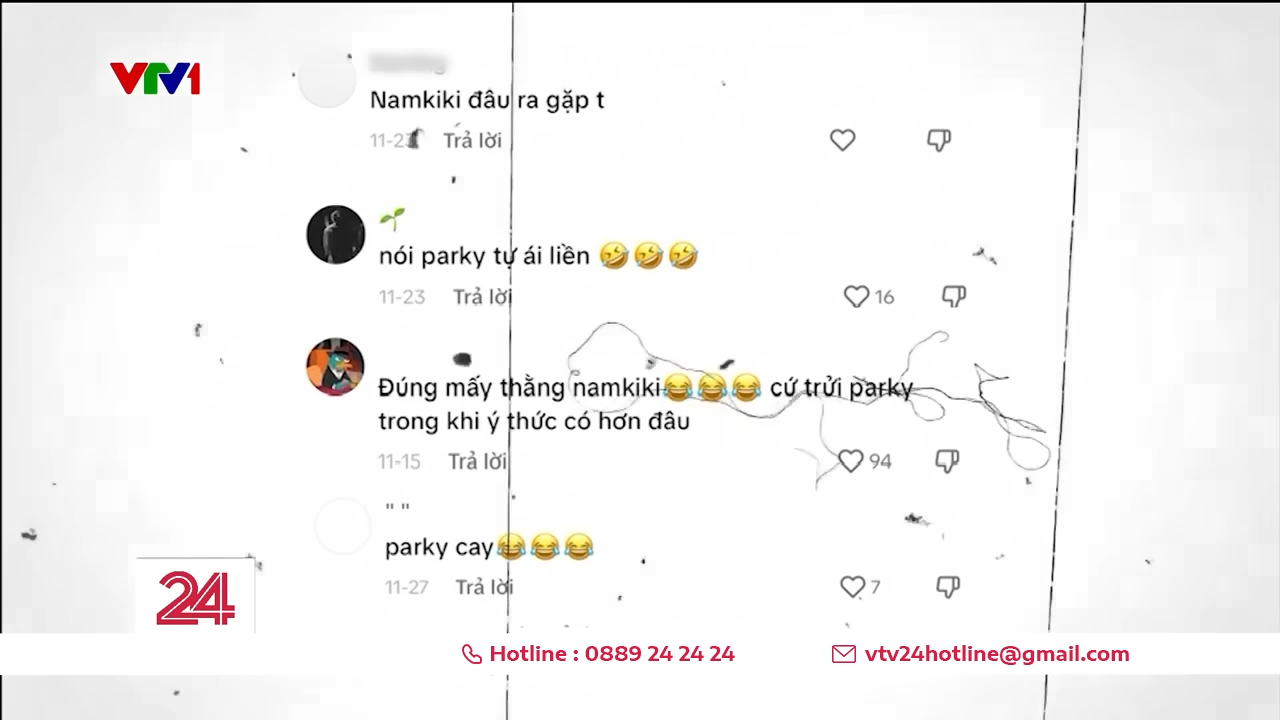 VTV1
Namkiki đâu ra gặp t
Trả lời
nói parky tự ái liền 🤣🤣🤣
11-23 Trả lời 16
Đúng mấy thằng namkiki😂😂😂 cứ trửi parky
trong khi ý thức có hơn đâu
11-15 Trả lời 94
" "
parky cay😂😂😂
11-27 Trả lời 7
24
Hotline : 0889 24 24 24 vtv24hotline@gmail.com